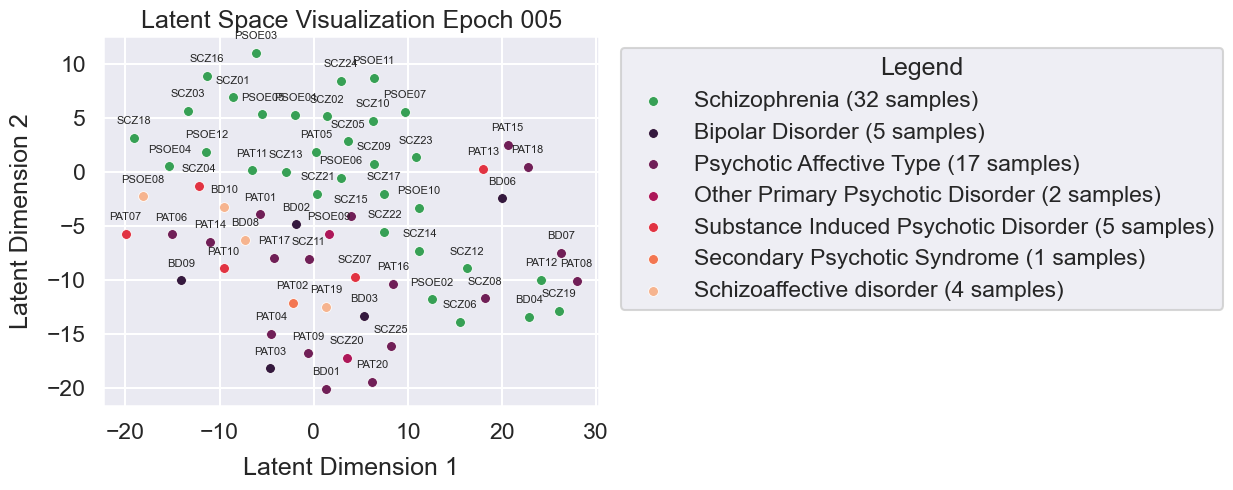 Latent Space Visualization Epoch 005
Latent Dimension 2
10
5
0
−5
−10
−15
−20
PSOE03
SCZ16
SCZ24
PSOE11
SCZ01
SCZ03
PSOE05
PSOE01
SCZ02
SCZ10
PSOE07
SCZ18
PSOE12
PAT05
SCZ05
PAT15
PSOE04
PAT11
SCZ13
PSOE06
SCZ09
SCZ23
PAT13
PAT18
SCZ04
PSOE08
BD10
PAT01
SCZ21
SCZ15
SCZ17
PSOE10
BD06
PAT07
PAT06
PAT14
BD08
BD02
PSOE09
SCZ22
PAT10
PAT17
SCZ11
SCZ14
BD07
BD09
SCZ07
PAT16
SCZ12
PAT12
PAT08
PAT02
PAT19
BD03
PSOE02
SCZ08
SCZ06
BD04
SCZ19
PAT04
PAT09
SCZ20
SCZ25
PAT03
BD01
PAT20
−20
−10
0
10
20
30
Latent Dimension 1
Legend
Schizophrenia (32 samples)
Bipolar Disorder (5 samples)
Psychotic Affective Type (17 samples)
Other Primary Psychotic Disorder (2 samples)
Substance Induced Psychotic Disorder (5 samples)
Secondary Psychotic Syndrome (1 samples)
Schizoaffective disorder (4 samples)